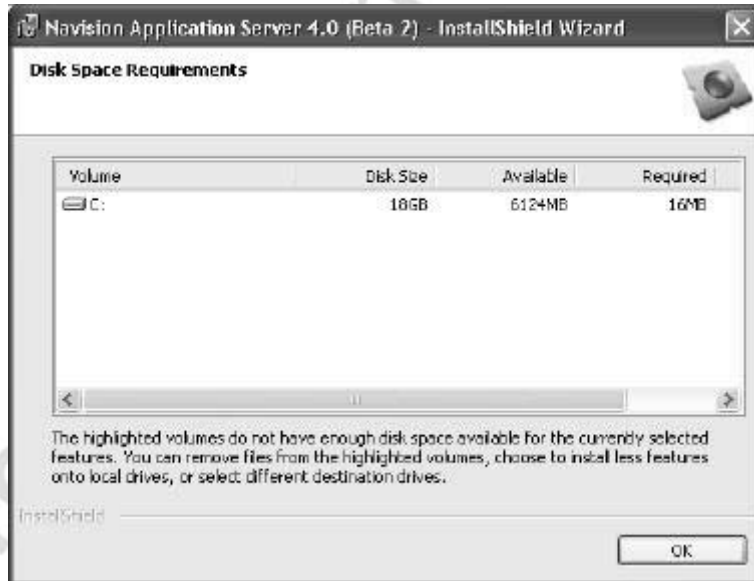 Navision Application Server 4.0 (Beta 2) - InstallShield Wizard
Disk Space Requirements
Volume Disk Size Available Required
C: 18GB 6124MB 16MB
The highlighted volumes do not have enough disk space available for the currently selected
features. You can remove files from the highlighted volumes, choose to install less features
onto local drives, or select different destination drives.
InstallShield
OK